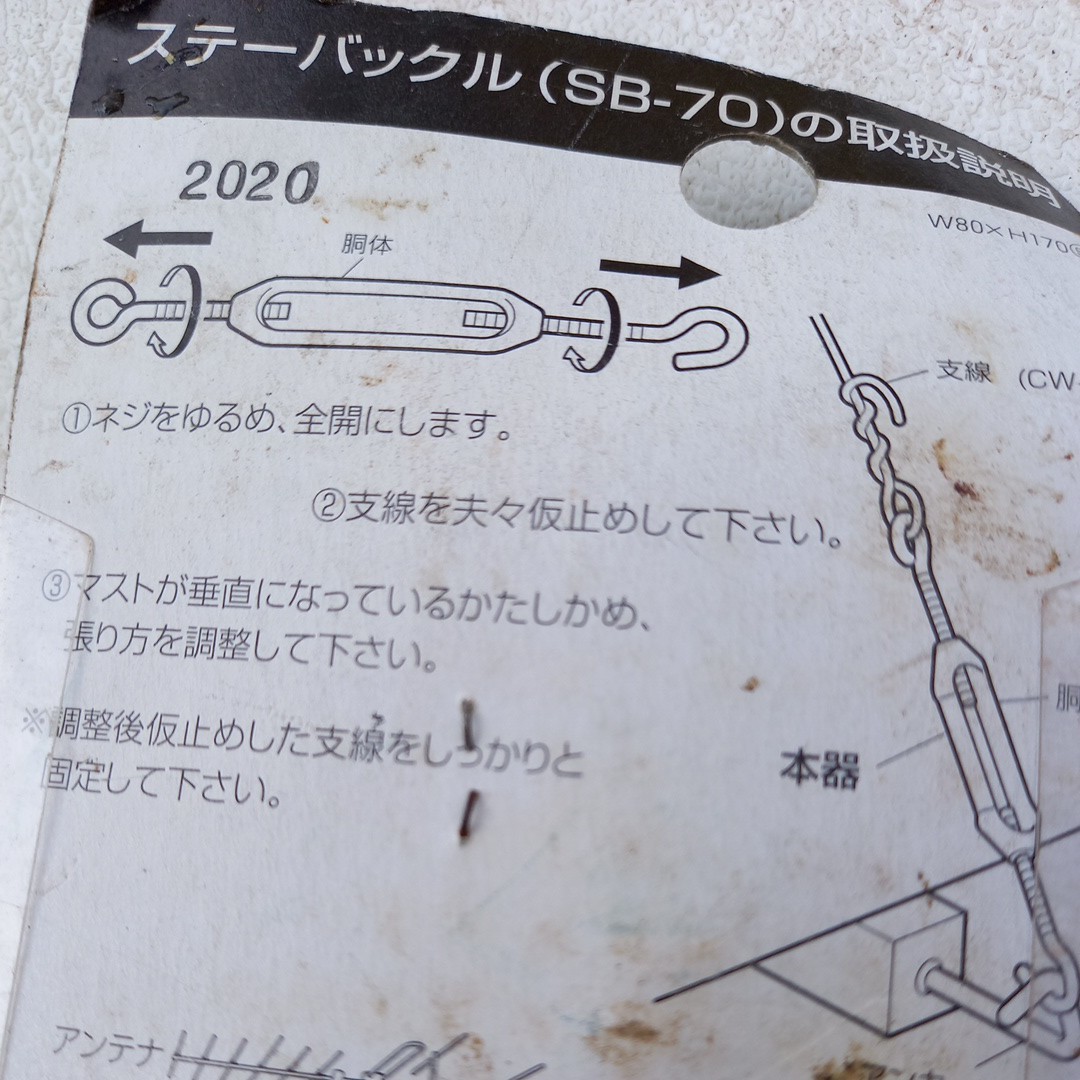 ステーバックル(SB-70)の取扱説明
2020
W80×H170
胴体
支線 (CW-
①ネジをゆるめ、全開にします。
②支線を夫々仮止めして下さい。
③マストが垂直になっているかたしかめ、
張り方を調整して下さい。
※調整後仮止めした支線をしっかりと
固定して下さい。
胴
本器
アンテナ